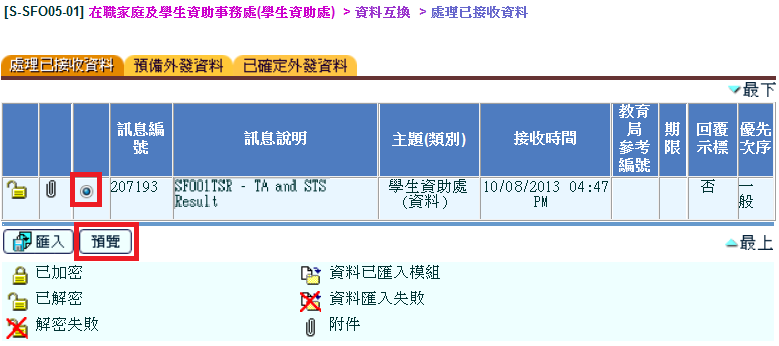 [S-SFO05-01] 在職家庭及學生資助事務處(學生資助處) > 資料互換 > 處理已接收資料
處理已接收資料 預備外發資料 已確定外發資料
最下
訊息編號 訊息說明 主題(類別) 接收時間 教育局參考編號 期限 回覆示標 優先次序
207193 SF001TSR - TA and STS Result 學生資助處(資料) 10/08/2013 04:47 PM 否 一般
匯入 預覽 最上
已加密 資料已匯入模組
已解密 資料匯入失敗
解密失敗 附件